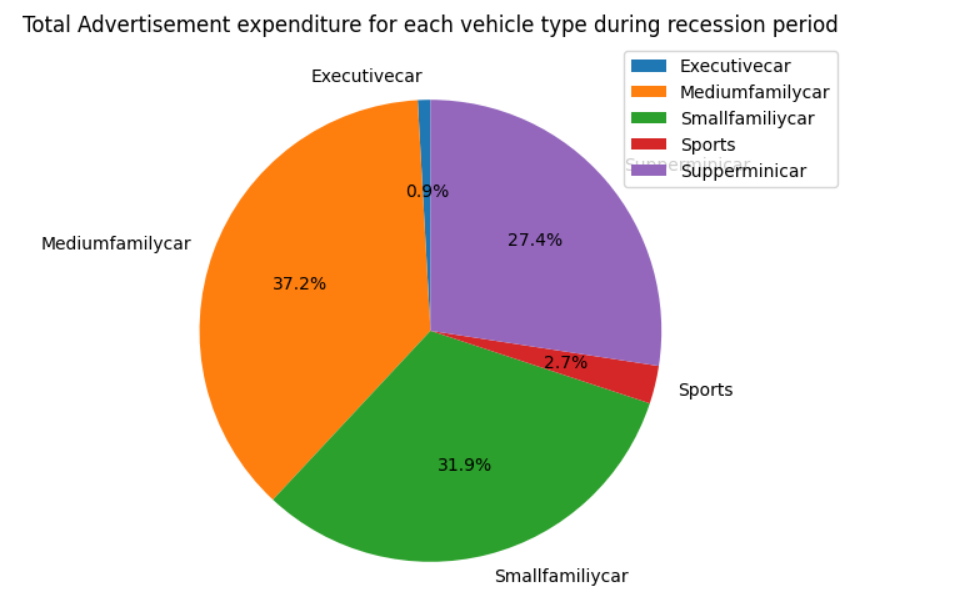 Total Advertisement expenditure for each vehicle type during recession period
Executivecar
Executivecar
Mediumfamilycar
Smallfamiliycar
Sports
Supperminicar
Supperminicar
0.9%
27.4%
Mediumfamilycar
37.2%
2.7%
Sports
31.9%
Smallfamiliycar